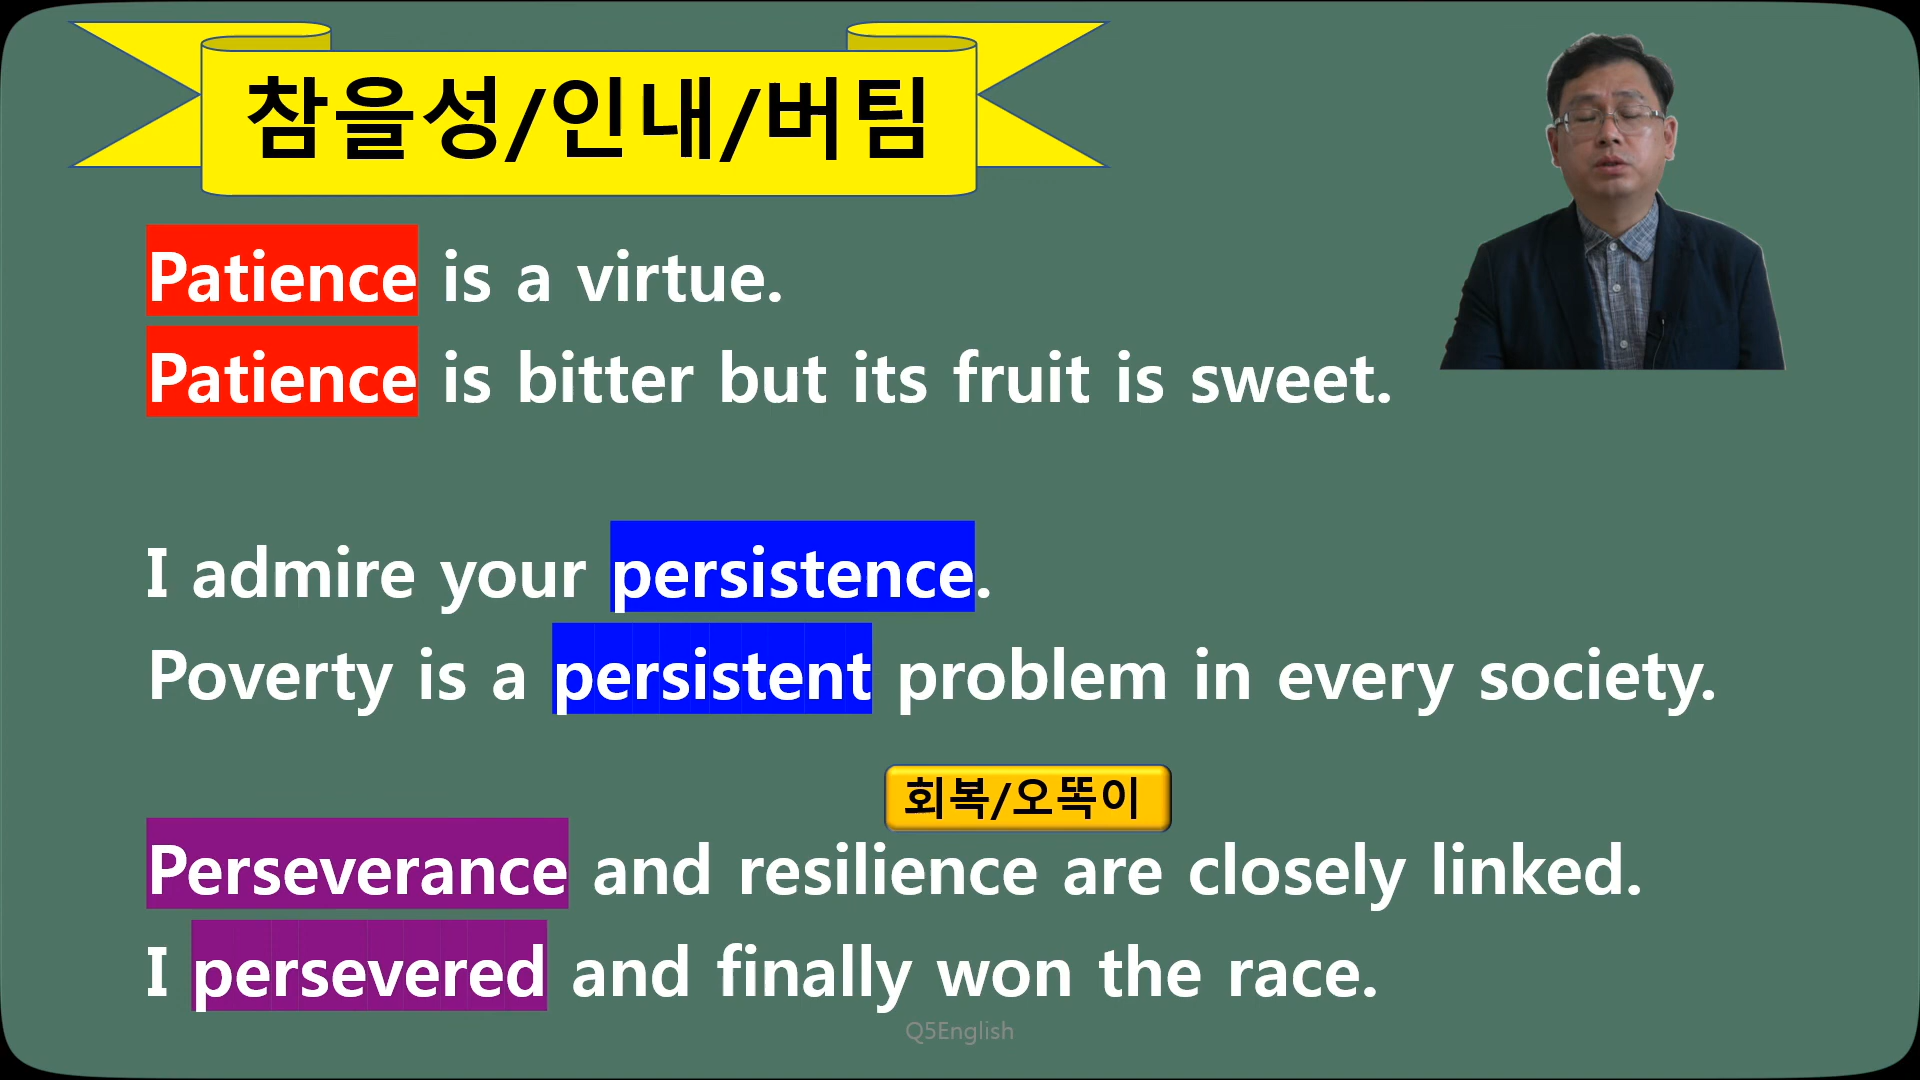 참을성/인내/버팀
Patience is a virtue.
Patience is bitter but its fruit is sweet.
I admire your persistence.
Poverty is a persistent problem in every society.
회복/오뚝이
Perseverance and resilience are closely linked.
I persevered and finally won the race.
Q5English